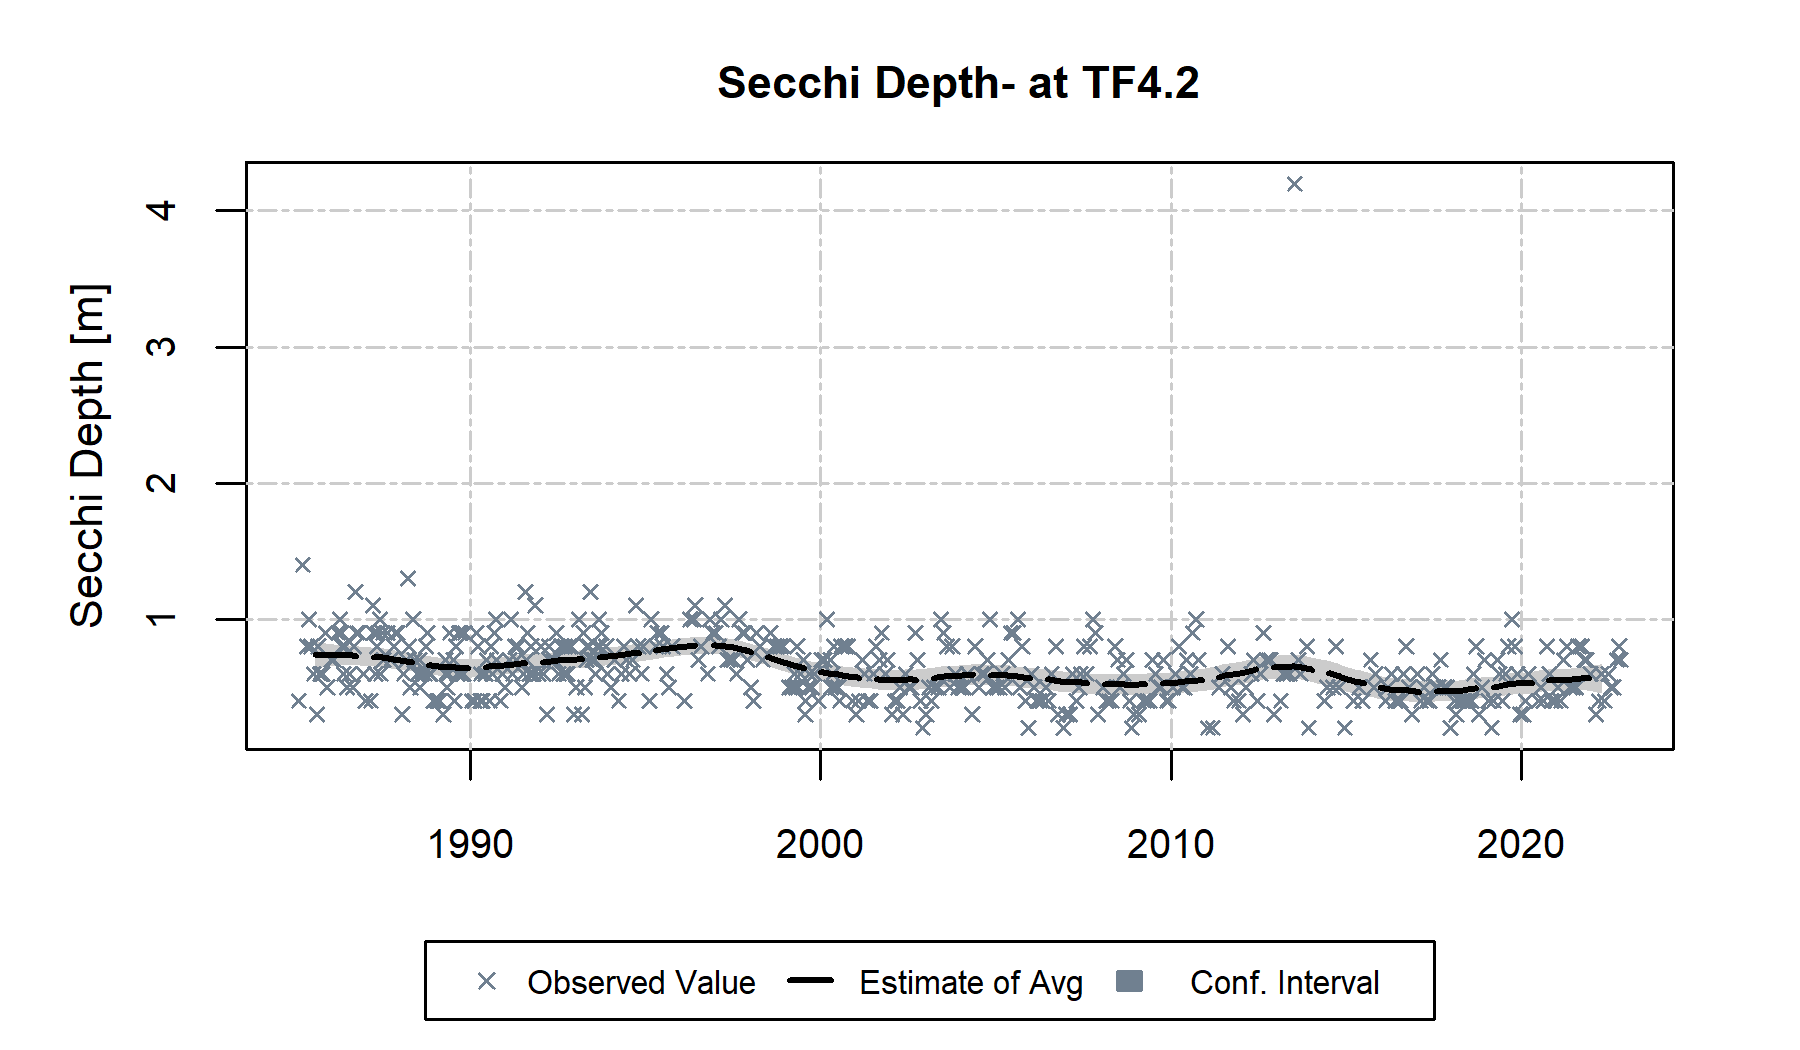 Secchi Depth- at TF4.2
Secchi Depth [m]
4
3
2
1
1990 2000 2010 2020
Observed Value Estimate of Avg Conf. Interval